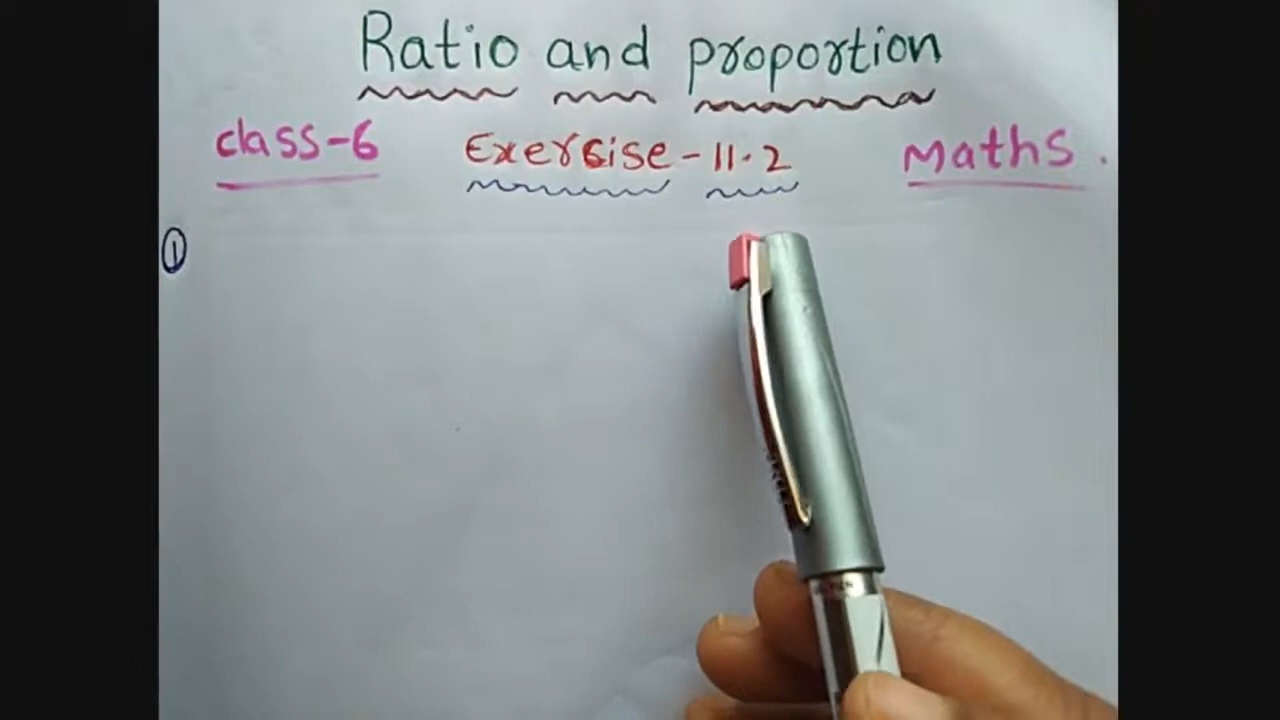 Ratio and proportion
class-6 Exercise-11.2 Maths.
①